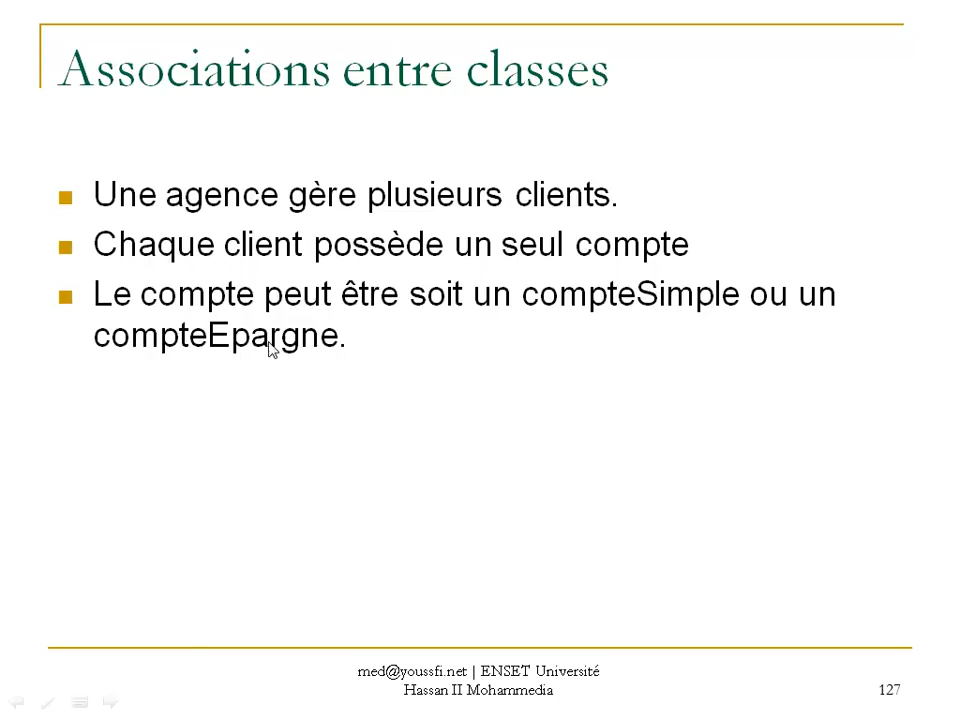 Associations entre classes
Une agence gère plusieurs clients.
Chaque client possède un seul compte
Le compte peut être soit un compteSimple ou un
compteEpargne.
med@youssfi.net | ENSET Université
Hassan II Mohammedia
127